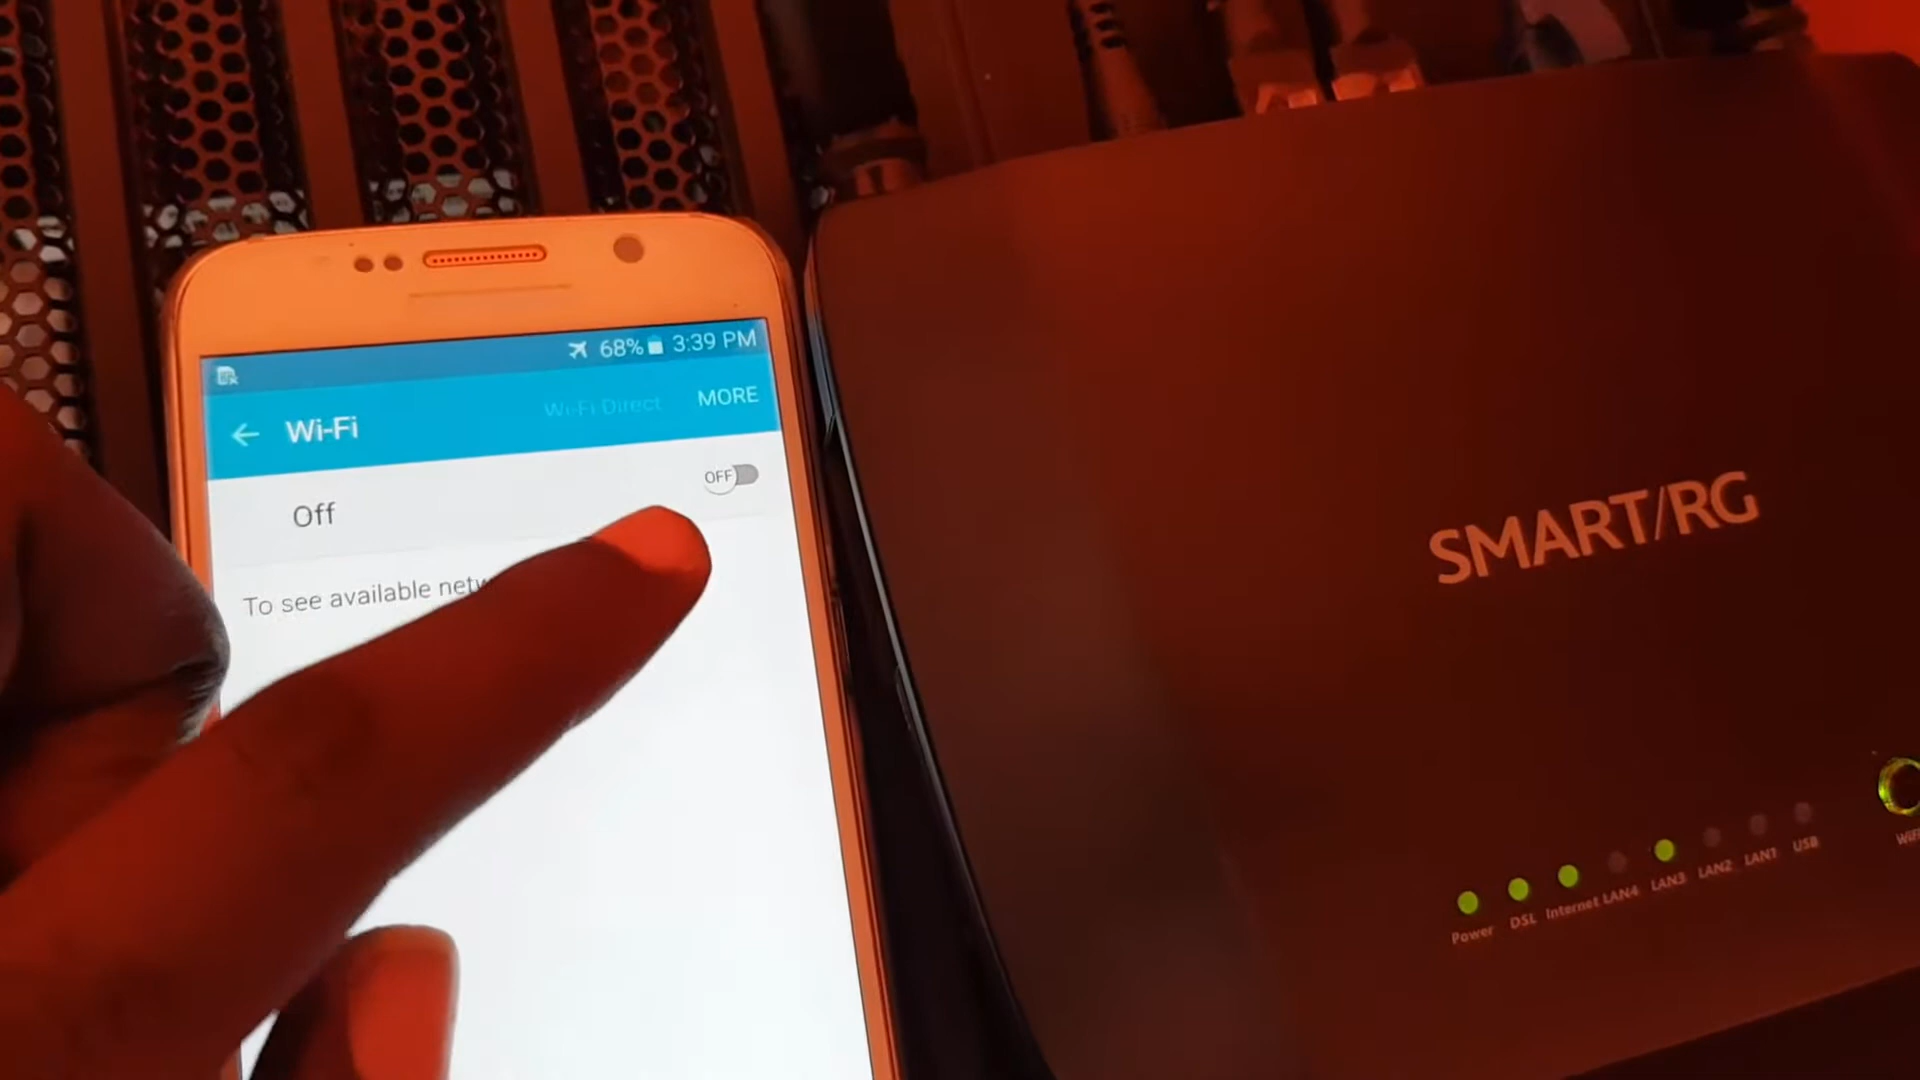 68% 3:39 PM
Wi-Fi Wi-Fi Direct MORE
Off OFF
To see available
SMART/RG
Power DSL Internet LAN4 LAN3 LAN2 LAN1 USB WiFi